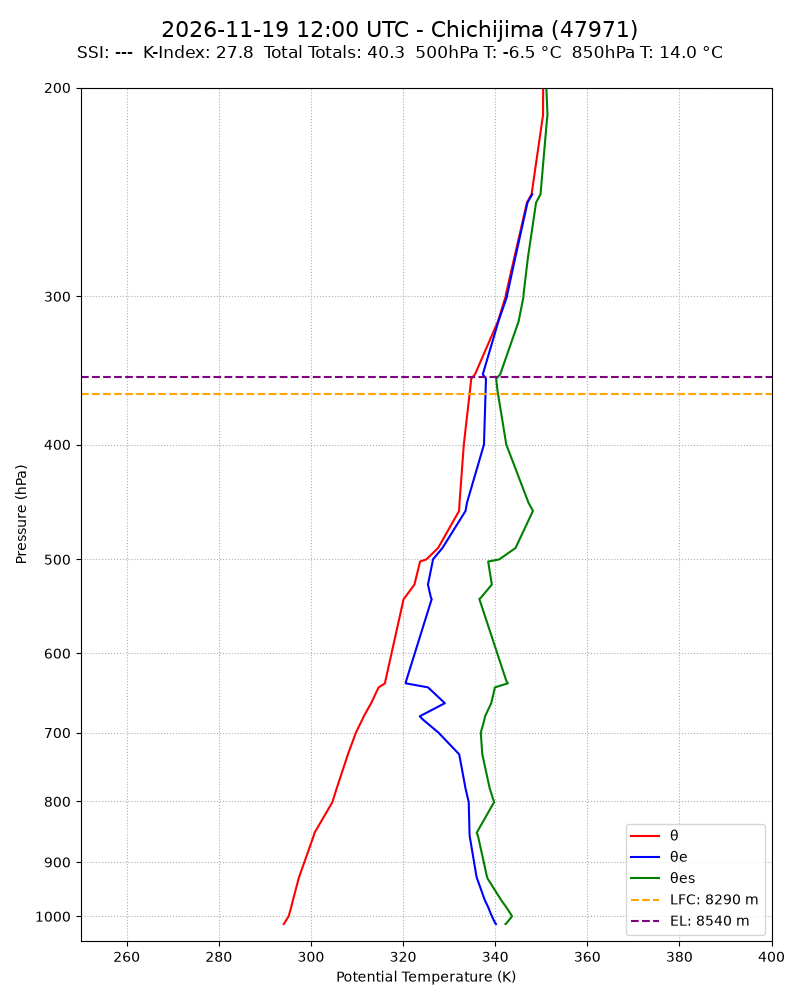 2026-11-19 12:00 UTC - Chichijima (47971)
SSI: --- K-Index: 27.8 Total Totals: 40.3 500hPa T: -6.5 °C 850hPa T: 14.0 °C
200
300
400
500
600
700
800
900
1000
Pressure (hPa)
260
280
300
320
340
360
380
400
Potential Temperature (K)
θ
θe
θes
LFC: 8290 m
EL: 8540 m